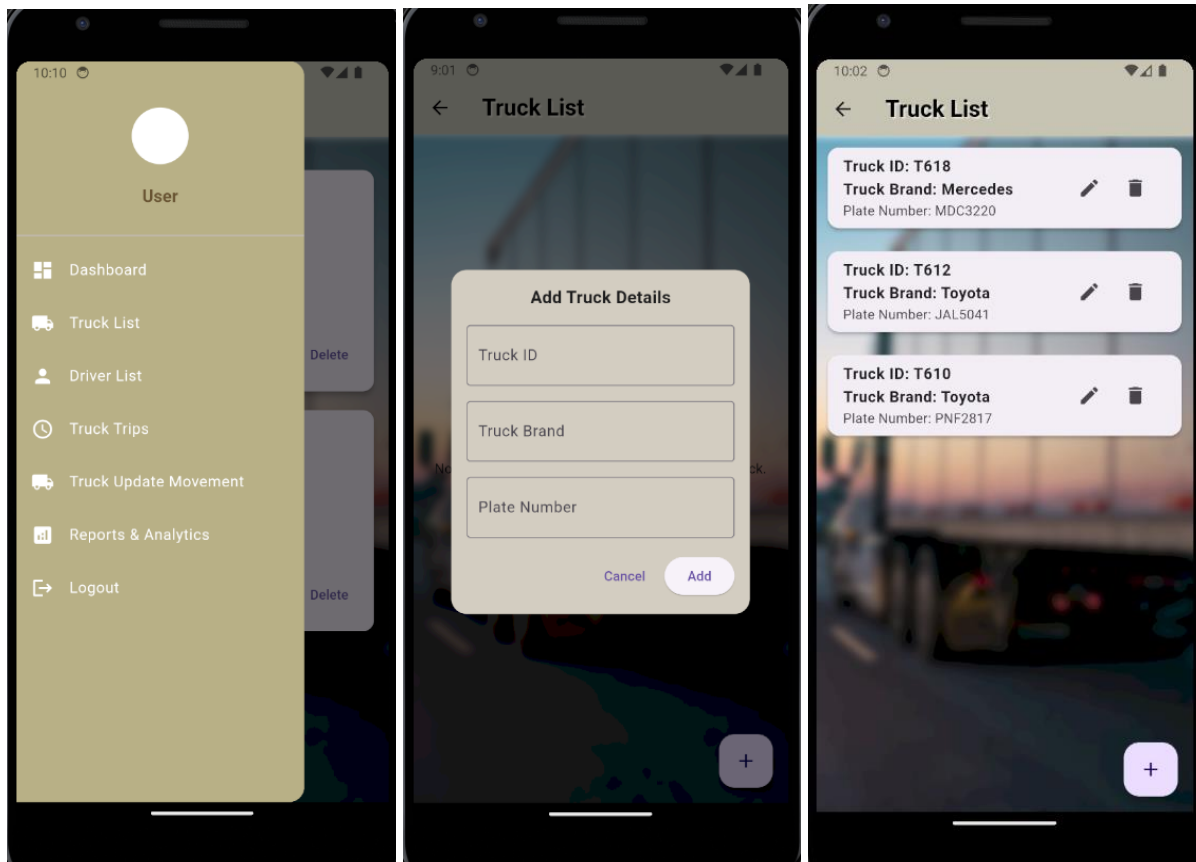 10:10
User
Dashboard
Truck List
Driver List
Truck Trips
Truck Update Movement
Reports & Analytics
Logout
Delete
Delete
9:01
Truck List
Add Truck Details
Truck ID
Truck Brand
Plate Number
No
ck.
Cancel
Add
+
10:02
Truck List
Truck ID: T618
Truck Brand: Mercedes
Plate Number: MDC3220
Truck ID: T612
Truck Brand: Toyota
Plate Number: JAL5041
Truck ID: T610
Truck Brand: Toyota
Plate Number: PNF2817
+